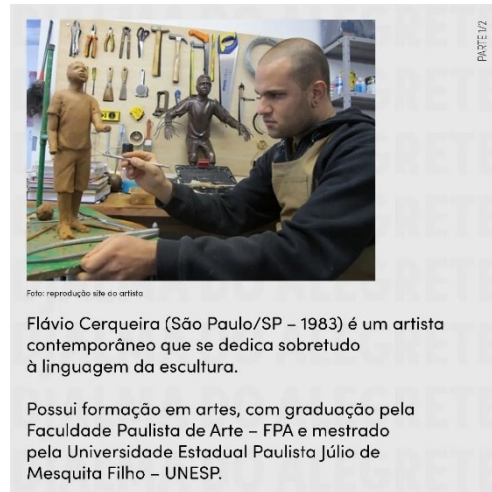 PARTE 1/2
Foto: reprodução site do artista
Flávio Cerqueira (São Paulo/SP – 1983) é um artista
contemporâneo que se dedica sobretudo
à linguagem da escultura.
Possui formação em artes, com graduação pela
Faculdade Paulista de Arte – FPA e mestrado
pela Universidade Estadual Paulista Júlio de
Mesquita Filho – UNESP.